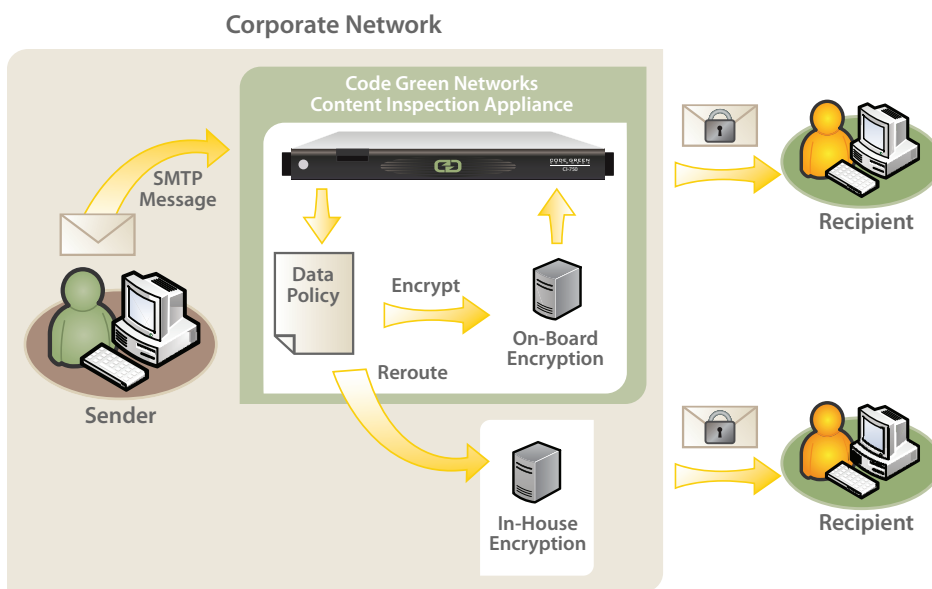 Corporate Network
Code Green Networks
Content Inspection Appliance
CODE GREEN
CI-750
SMTP
Message
Data
Policy
Encrypt
On-Board
Encryption
Reroute
Sender
In-House
Encryption
Recipient
Recipient